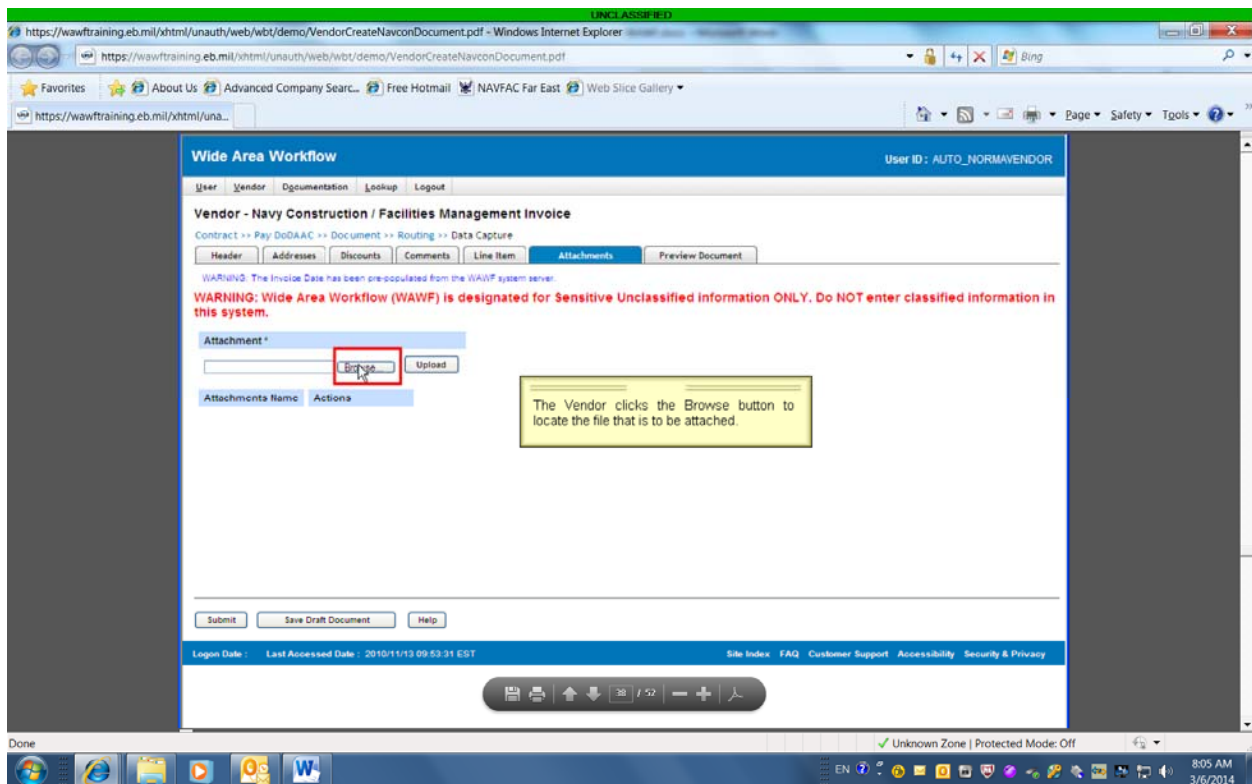 UNCLASSIFIED
https://wawftraining.eb.mil/xhtml/unauth/web/wbt/demo/VendorCreateNavconDocument.pdf - Windows Internet Explorer
https://wawftraining.eb.mil/xhtml/unauth/web/wbt/demo/VendorCreateNavconDocument.pdf
Bing
Favorites About Us Advanced Company Searc... Free Hotmail NAVFAC Far East Web Slice Gallery
https://wawftraining.eb.mil/xhtml/una...
Page Safety Tools
Wide Area Workflow
User ID : AUTO_NORMAVENDOR
User Vendor Documentation Lookup Logout
Vendor - Navy Construction / Facilities Management Invoice
Contract >> Pay DoDAAC >> Document >> Routing >> Data Capture
Header Addresses Discounts Comments Line Item Attachments Preview Document
WARNING: The Invoice Date has been pre-populated from the WAWF system server.
WARNING: Wide Area Workflow (WAWF) is designated for Sensitive Unclassified information ONLY. Do NOT enter classified information in
this system.
Attachment *
Browse... Upload
Attachments Name Actions
The Vendor clicks the Browse button to
locate the file that is to be attached.
Submit Save Draft Document Help
Logon Date : Last Accessed Date : 2010/11/13 09:53:31 EST
Site Index FAQ Customer Support Accessibility Security & Privacy
38 / 52
Done
Unknown Zone | Protected Mode: Off
EN
8:05 AM
3/6/2014